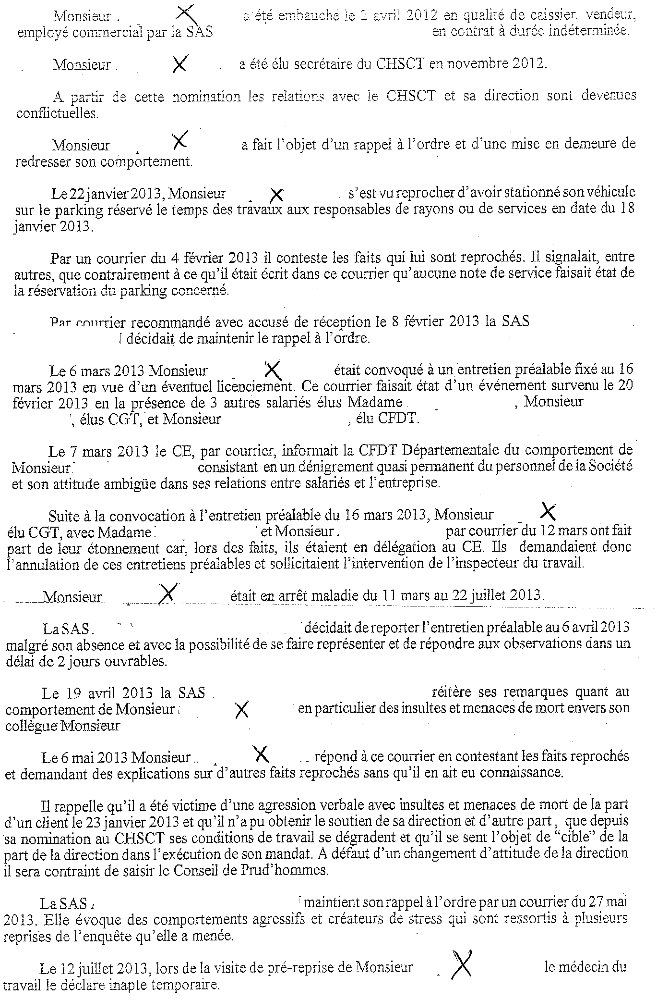 Monsieur X a été embauché le 2 avril 2012 en qualité de caissier, vendeur,
employé commercial par la SAS en contrat à durée indéterminée.
Monsieur X a été élu secrétaire du CHSCT en novembre 2012.
A partir de cette nomination les relations avec le CHSCT et sa direction sont devenues
conflictuelles.
Monsieur X a fait l'objet d'un rappel à l'ordre et d'une mise en demeure de
redresser son comportement.
Le 22 janvier 2013, Monsieur X s'est vu reprocher d'avoir stationné son véhicule
sur le parking réservé le temps des travaux aux responsables de rayons ou de services en date du 18
janvier 2013.
Par un courrier du 4 février 2013 il conteste les faits qui lui sont reprochés. Il signalait, entre
autres, que contrairement à ce qu'il était écrit dans ce courrier qu'aucune note de service faisait état de
la réservation du parking concerné.
Par courrier recommandé avec accusé de réception le 8 février 2013 la SAS
décidait de maintenir le rappel à l'ordre.
Le 6 mars 2013 Monsieur X était convoqué à un entretien préalable fixé au 16
mars 2013 en vue d'un éventuel licenciement. Ce courrier faisait état d'un événement survenu le 20
février 2013 en la présence de 3 autres salariés élus Madame , Monsieur
, élus CGT, et Monsieur , élu CFDT.
Le 7 mars 2013 le CE, par courrier, informait la CFDT Départementale du comportement de
Monsieur consistant en un dénigrement quasi permanent du personnel de la Société
et son attitude ambigüe dans ses relations entre salariés et l'entreprise.
Suite à la convocation à l'entretien préalable du 16 mars 2013, Monsieur X
élu CGT, avec Madame et Monsieur par courrier du 12 mars ont fait
part de leur étonnement car, lors des faits, ils étaient en délégation au CE. Ils demandaient donc
l'annulation de ces entretiens préalables et sollicitaient l'intervention de l'inspecteur du travail.
Monsieur X était en arrêt maladie du 11 mars au 22 juillet 2013.
La SAS décidait de reporter l'entretien préalable au 6 avril 2013
malgré son absence et avec la possibilité de se faire représenter et de répondre aux observations dans un
délai de 2 jours ouvrables.
Le 19 avril 2013 la SAS réitère ses remarques quant au
comportement de Monsieur X en particulier des insultes et menaces de mort envers son
collègue Monsieur
Le 6 mai 2013 Monsieur X répond à ce courrier en contestant les faits reprochés
et demandant des explications sur d'autres faits reprochés sans qu'il en ait eu connaissance.
Il rappelle qu'il a été victime d'une agression verbale avec insultes et menaces de mort de la part
d'un client le 23 janvier 2013 et qu'il n'a pu obtenir le soutien de sa direction et d'autre part , que depuis
sa nomination au CHSCT ses conditions de travail se dégradent et qu'il se sent l'objet de “cible” de la
part de la direction dans l'exécution de son mandat. A défaut d'un changement d'attitude de la direction
il sera contraint de saisir le Conseil de Prud'hommes.
La SAS maintient son rappel à l'ordre par un courrier du 27 mai
2013. Elle évoque des comportements agressifs et créateurs de stress qui sont ressortis à plusieurs
reprises de l'enquête qu'elle a menée.
Le 12 juillet 2013, lors de la visite de pré-reprise de Monsieur X le médecin du
travail le déclare inapte temporaire.